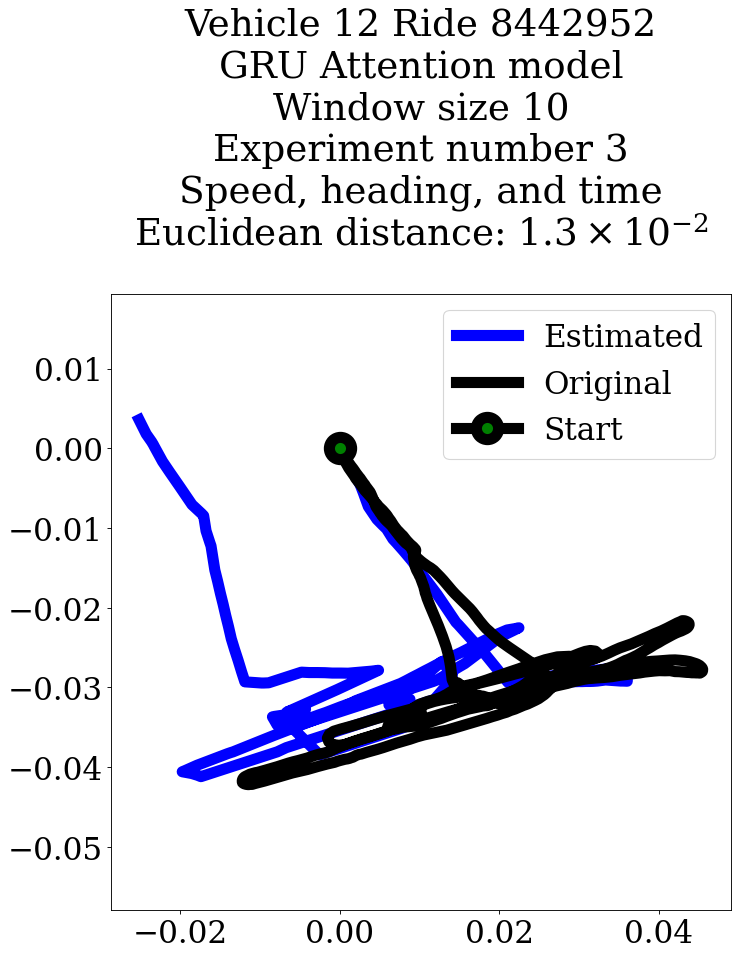 Vehicle 12 Ride 8442952
GRU Attention model
Window size 10
Experiment number 3
Speed, heading, and time
Euclidean distance: 1.3 × 10⁻²
Estimated
Original
Start
0.01
0.00
−0.01
−0.02
−0.03
−0.04
−0.05
−0.02 0.00 0.02 0.04